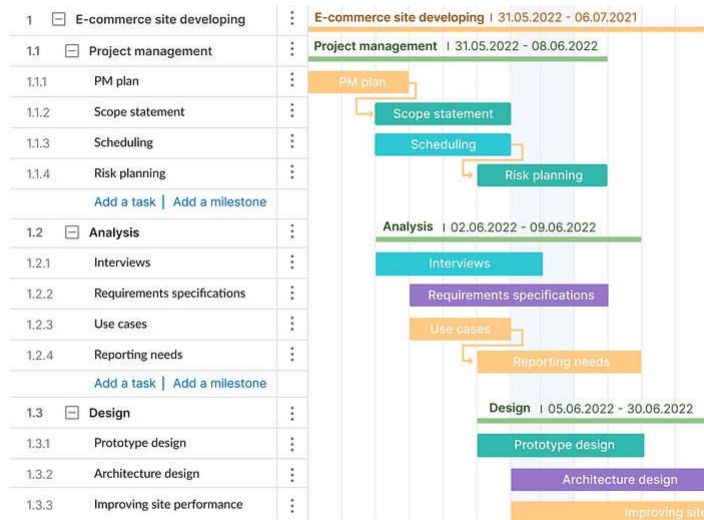 1 E-commerce site developing
E-commerce site developing | 31.05.2022 - 06.07.2021
1.1 Project management
Project management | 31.05.2022 - 08.06.2022
1.1.1 PM plan
PM plan
1.1.2 Scope statement
Scope statement
1.1.3 Scheduling
Scheduling
1.1.4 Risk planning
Risk planning
Add a task | Add a milestone
1.2 Analysis
Analysis | 02.06.2022 - 09.06.2022
1.2.1 Interviews
Interviews
1.2.2 Requirements specifications
Requirements specifications
1.2.3 Use cases
Use cases
1.2.4 Reporting needs
Reporting needs
Add a task | Add a milestone
1.3 Design
Design | 05.06.2022 - 30.06.2022
1.3.1 Prototype design
Prototype design
1.3.2 Architecture design
Architecture design
1.3.3 Improving site performance
Improving site